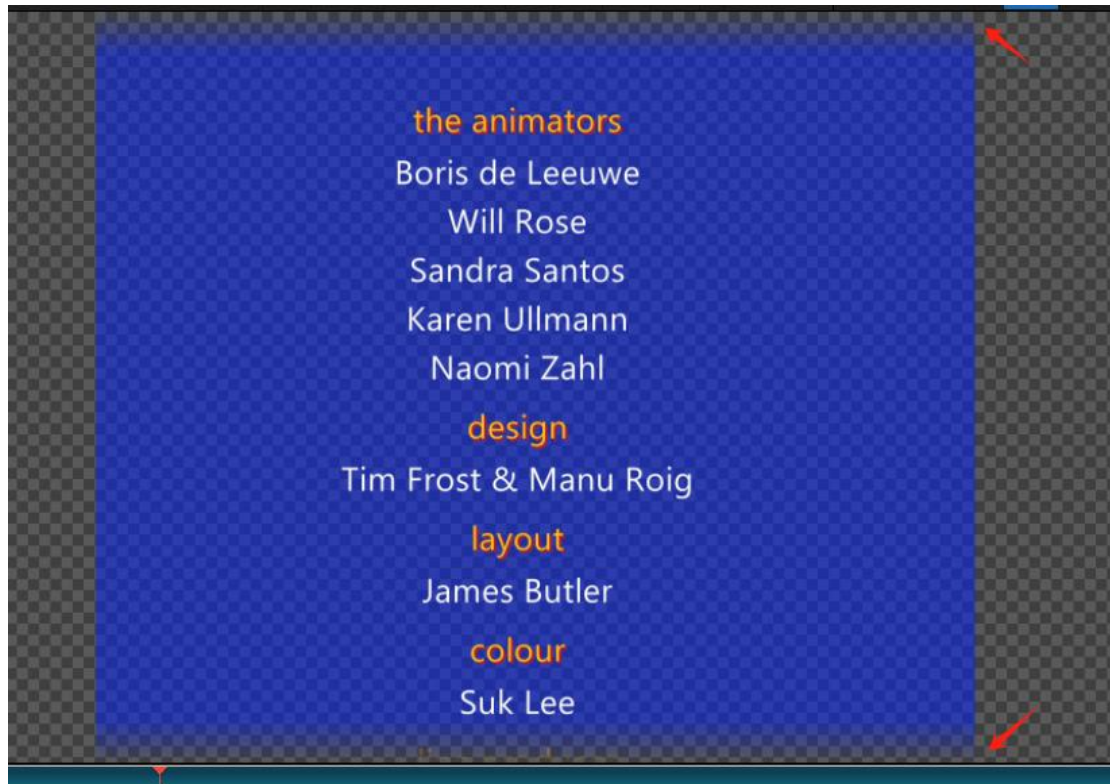 the animators
Boris de Leeuwe
Will Rose
Sandra Santos
Karen Ullmann
Naomi Zahl
design
Tim Frost & Manu Roig
layout
James Butler
colour
Suk Lee